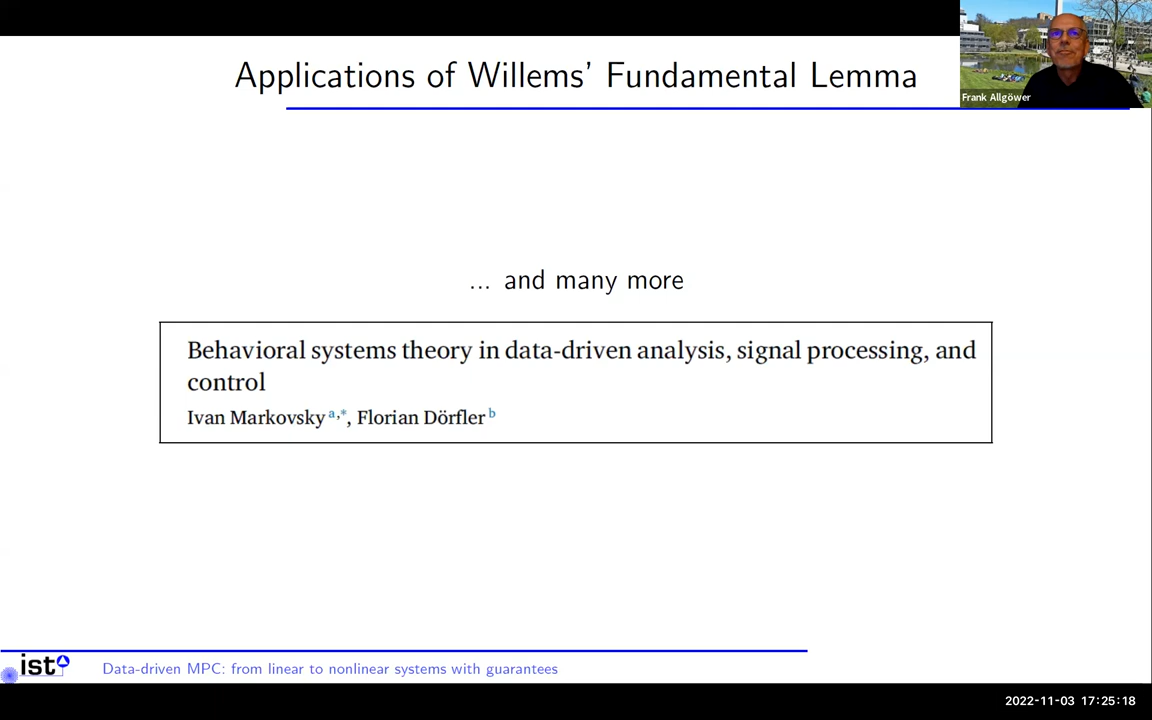 Applications of Willems' Fundamental Lemma
Frank Allgöwer
... and many more
Behavioral systems theory in data-driven analysis, signal processing, and
control
Ivan Markovsky a,*, Florian Dörfler b
ist
Data-driven MPC: from linear to nonlinear systems with guarantees
2022-11-03 17:25:18